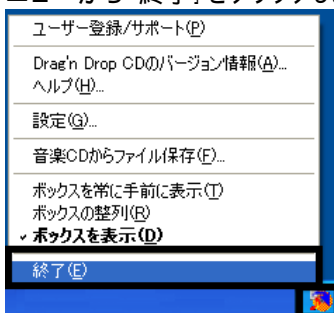 ユーザー登録/サポート(P)
Drag'n Drop CDのバージョン情報(A)...
ヘルプ(H)...
設定(G)...
音楽CDからファイル保存(F)...
ボックスを常に手前に表示(T)
ボックスの整列(R)
ボックスを表示(D)
終了(E)